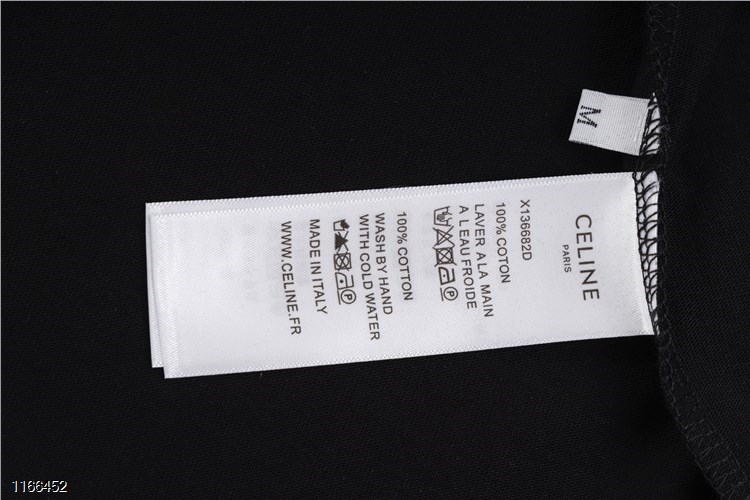 M
CELINE
PARIS
X136682D
100% COTON
LAVER A LA MAIN
A L EAU FROIDE
100% COTTON
WASH BY HAND
WITH COLD WATER
MADE IN ITALY
WWW.CELINE.FR
1166452